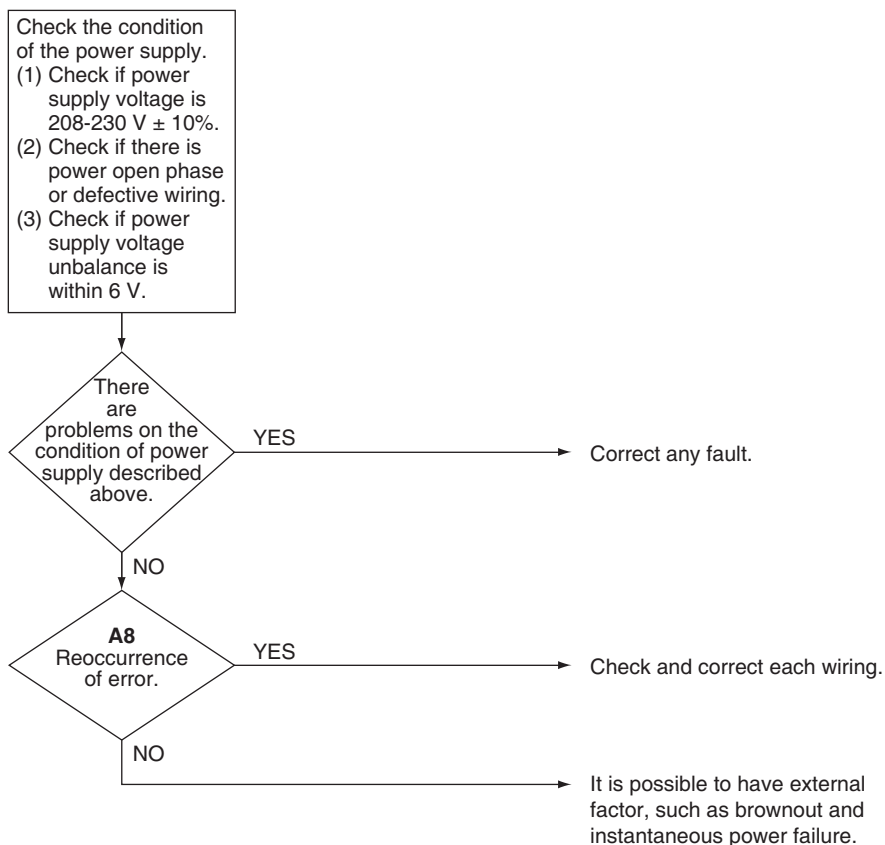 Check the condition
of the power supply.
(1) Check if power
supply voltage is
208-230 V ± 10%.
(2) Check if there is
power open phase
or defective wiring.
(3) Check if power
supply voltage
unbalance is
within 6 V.
There
are
problems on the
condition of power
supply described
above.
YES
Correct any fault.
NO
A8
Reoccurrence
of error.
YES
Check and correct each wiring.
NO
It is possible to have external
factor, such as brownout and
instantaneous power failure.